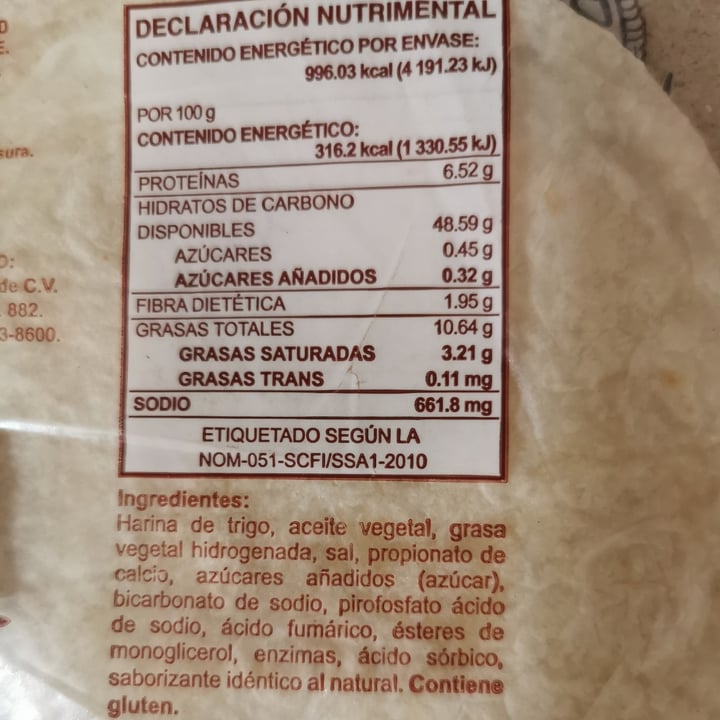 sura.
de C.V.
882.
3-8600.
DECLARACIÓN NUTRIMENTAL
CONTENIDO ENERGÉTICO POR ENVASE:
996.03 kcal (4 191.23 kJ)
POR 100 g
CONTENIDO ENERGÉTICO:
316.2 kcal (1 330.55 kJ)
PROTEÍNAS 6.52 g
HIDRATOS DE CARBONO
DISPONIBLES 48.59 g
AZÚCARES 0.45 g
AZÚCARES AÑADIDOS 0.32 g
FIBRA DIETÉTICA 1.95 g
GRASAS TOTALES 10.64 g
GRASAS SATURADAS 3.21 g
GRASAS TRANS 0.11 mg
SODIO 661.8 mg
ETIQUETADO SEGÚN LA
NOM-051-SCFI/SSA1-2010
Ingredientes:
Harina de trigo, aceite vegetal, grasa
vegetal hidrogenada, sal, propionato de
calcio, azúcares añadidos (azúcar),
bicarbonato de sodio, pirofosfato ácido
de sodio, ácido fumárico, ésteres de
monoglicerol, enzimas, ácido sórbico,
saborizante idéntico al natural. Contiene
gluten.